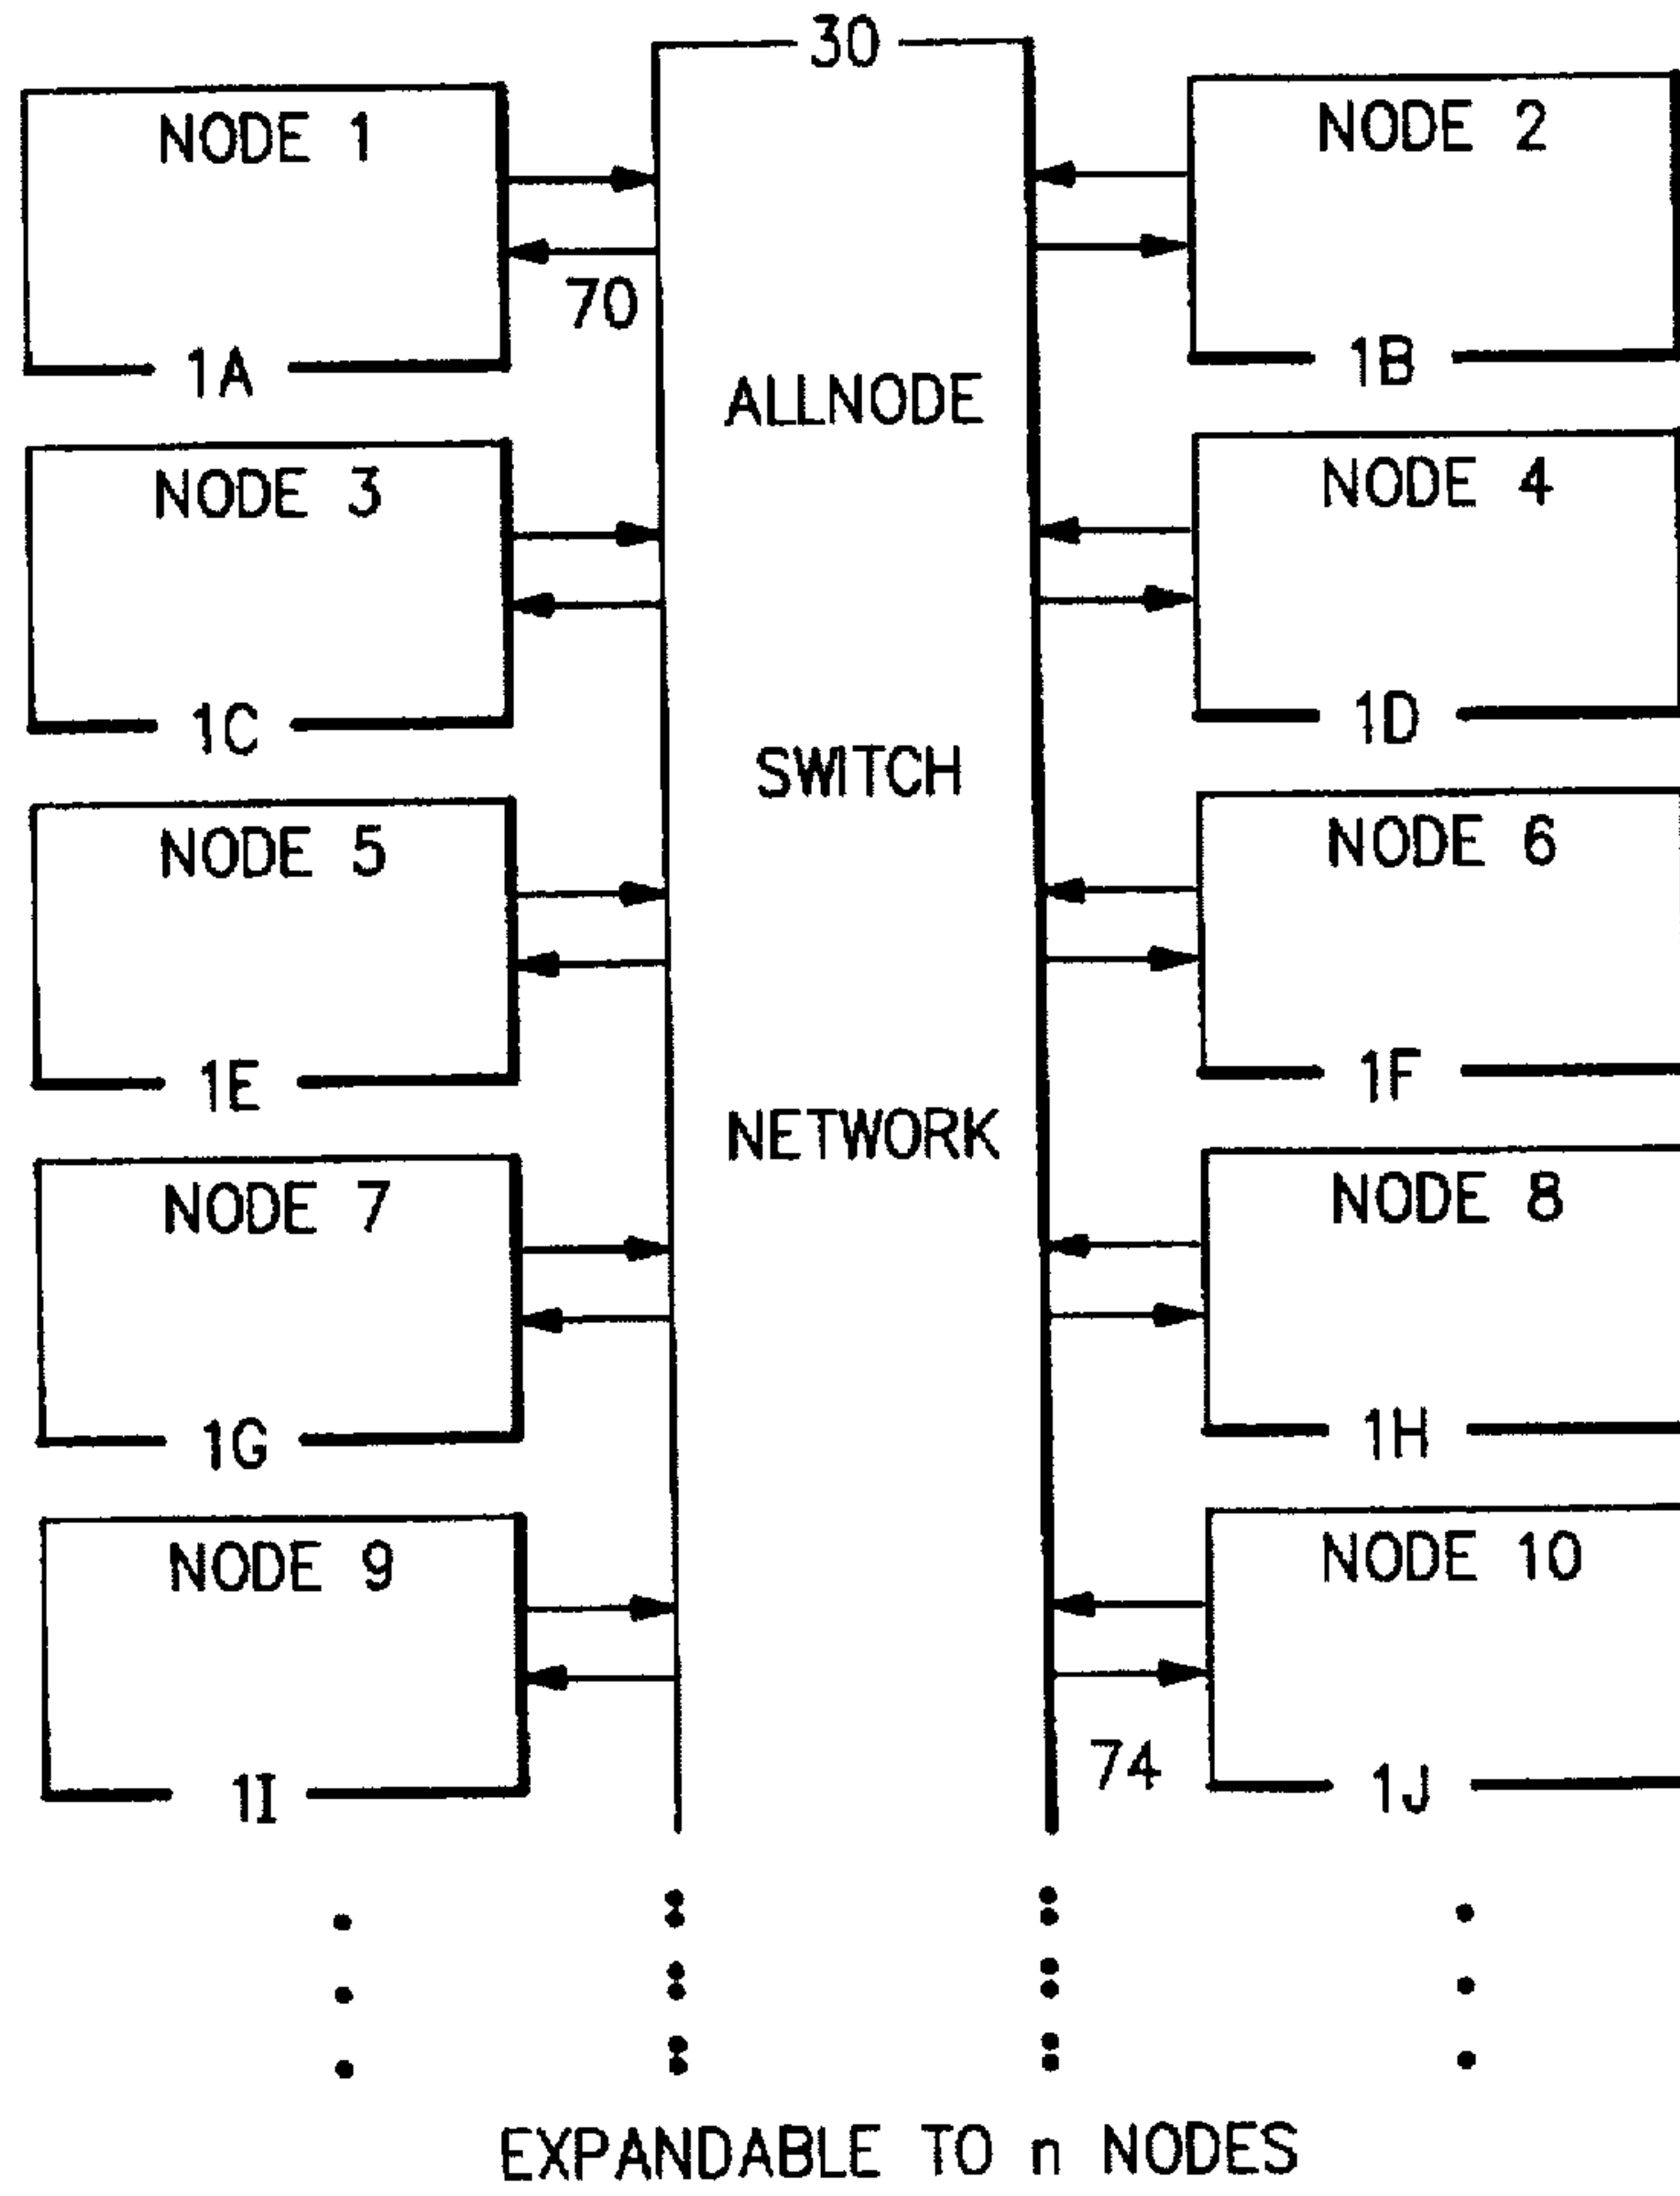 30
NODE 1
NODE 2
70
1A
1B
ALLNODE
NODE 3
NODE 4
1C
1D
SWITCH
NODE 5
NODE 6
1E
1F
NETWORK
NODE 7
NODE 8
1G
1H
NODE 9
NODE 10
74
1I
1J
EXPANDABLE TO n NODES